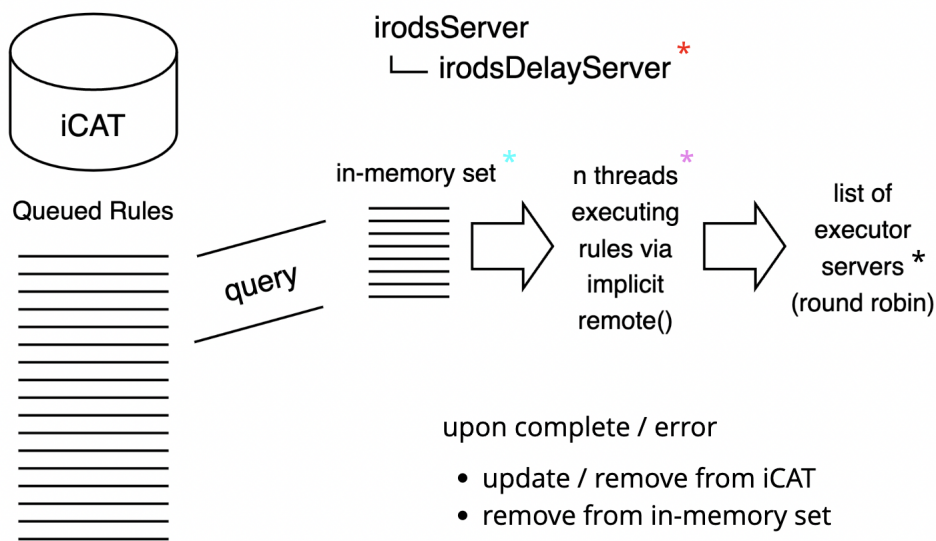 irodsServer
irodsDelayServer *
iCAT
Queued Rules
query
in-memory set *
n threads *
executing
rules via
implicit
remote()
list of
executor
servers *
(round robin)
upon complete / error
• update / remove from iCAT
• remove from in-memory set